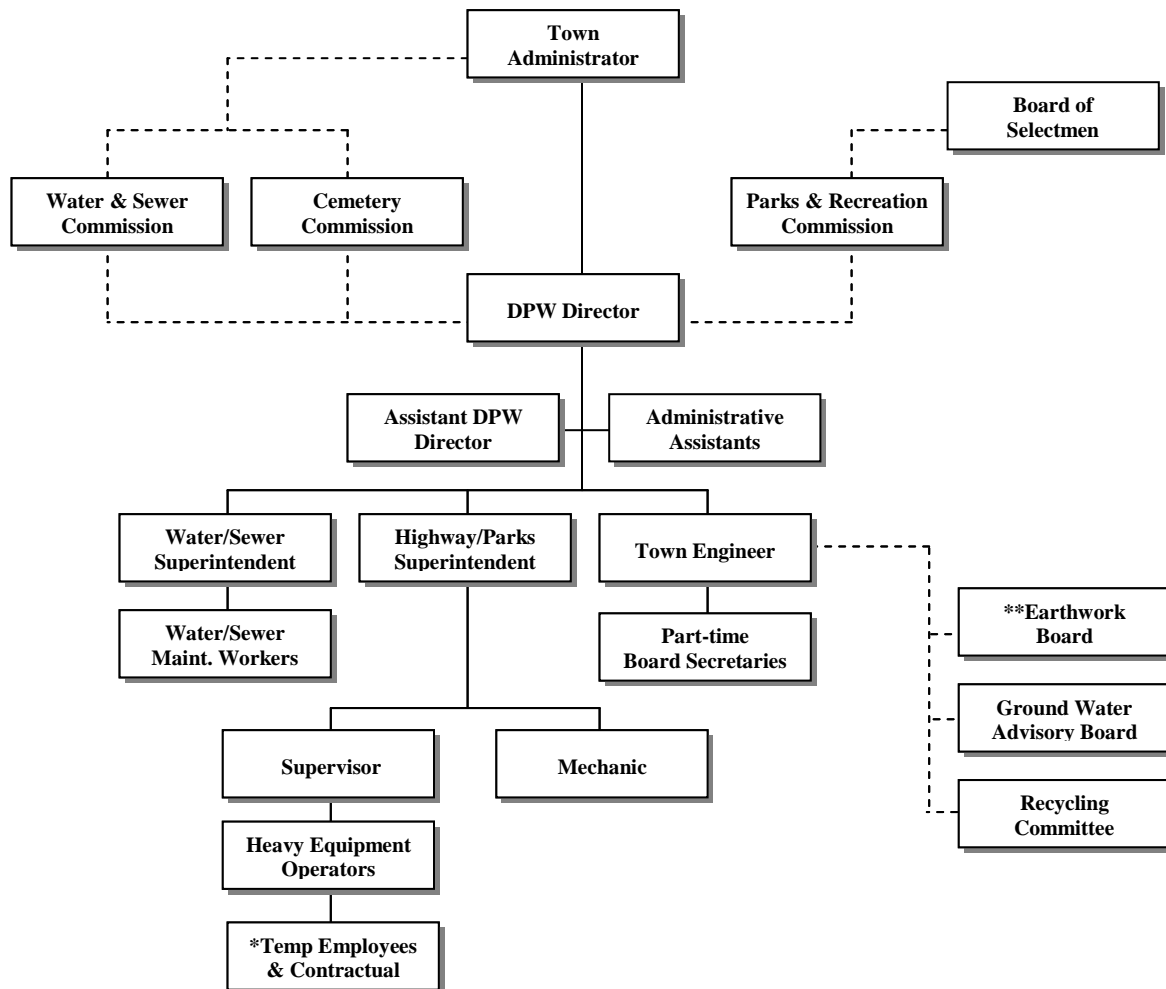 Town
Administrator
Board of
Selectmen
Water & Sewer
Commission
Cemetery
Commission
Parks & Recreation
Commission
DPW Director
Assistant DPW
Director
Administrative
Assistants
Water/Sewer
Superintendent
Highway/Parks
Superintendent
Town Engineer
**Earthwork
Board
Water/Sewer
Maint. Workers
Part-time
Board Secretaries
Ground Water
Advisory Board
Supervisor
Mechanic
Recycling
Committee
Heavy Equipment
Operators
*Temp Employees
& Contractual